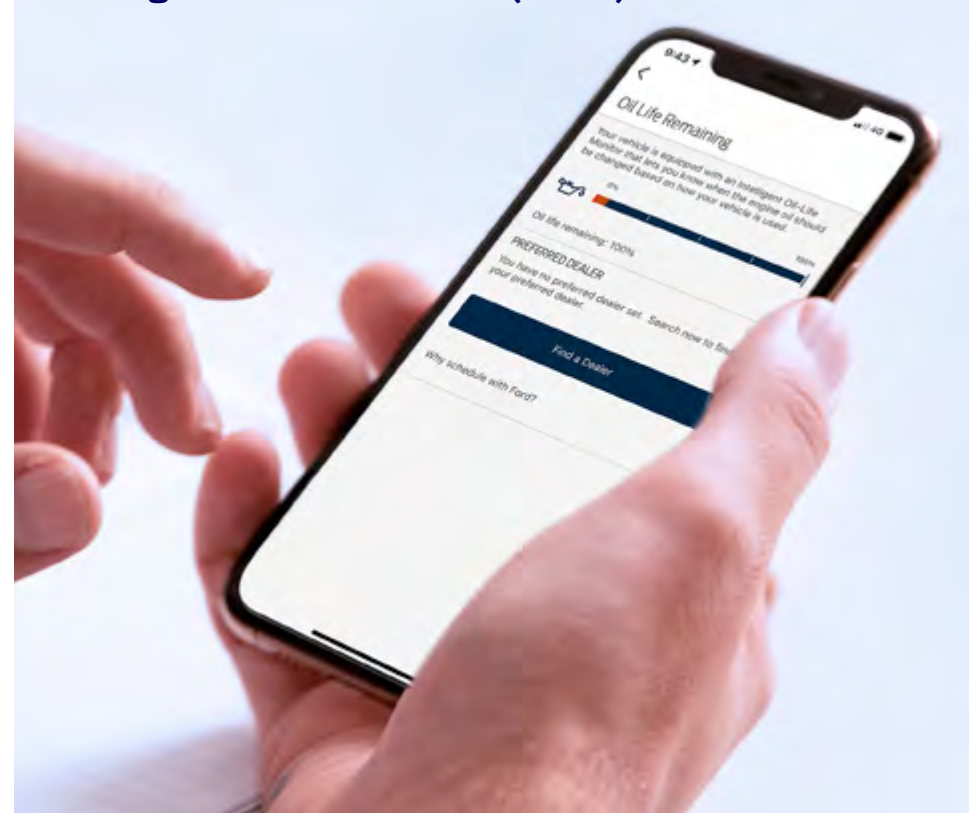 9:43
4G
Oil Life Remaining
Your vehicle is equipped with an Intelligent Oil-Life
Monitor that lets you know when the engine oil should
be changed based on how your vehicle is used.
0%
100%
Oil life remaining: 100%
PREFERRED DEALER
You have no preferred dealer set. Search now to
your preferred dealer.
Find a Dealer
Why schedule with Ford?